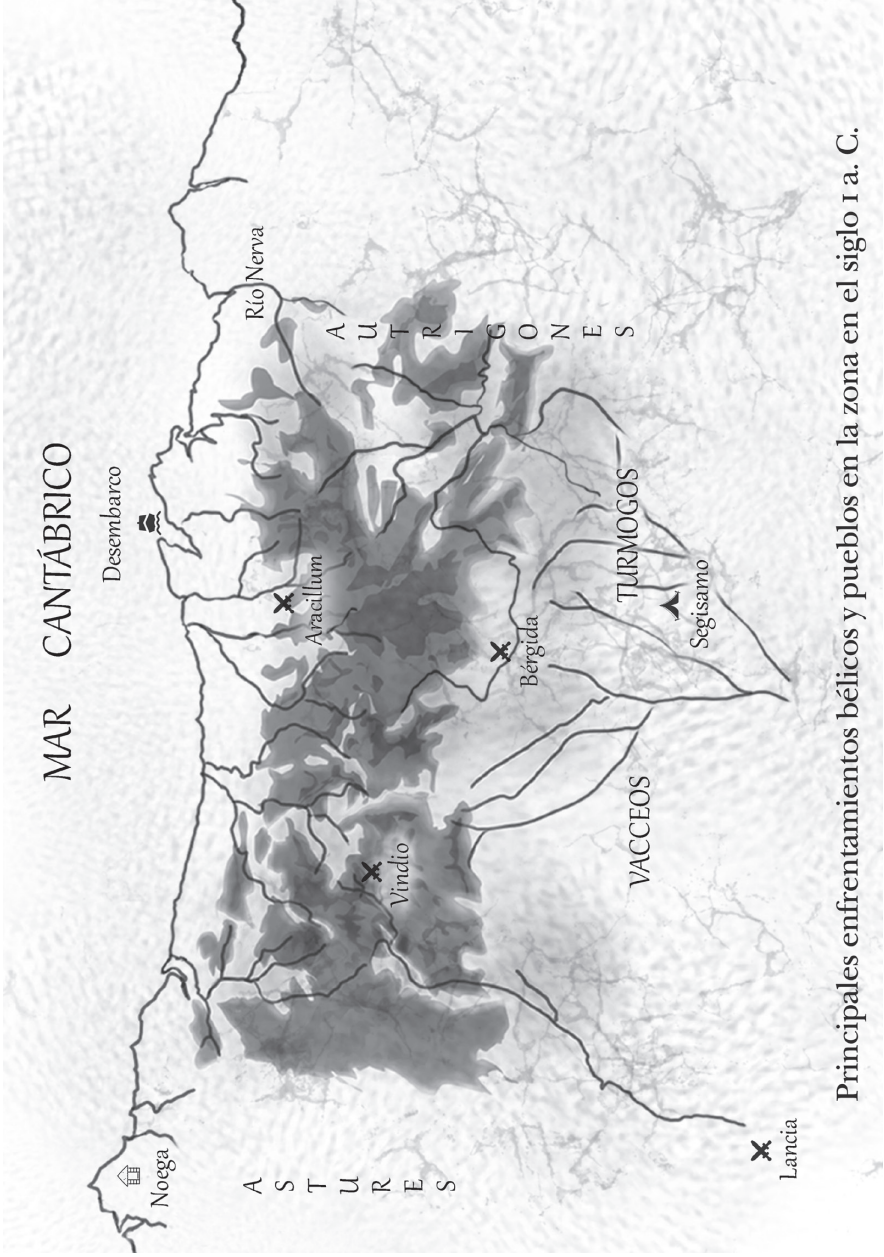 MAR CANTÁBRICO
Desembarco
Noega
Río Nerva
Aracillum
ASTURES
AUTRIGONES
Vindio
Bérgida
VACCEOS
TURMOGOS
Segisamo
Lancia
Principales enfrentamientos bélicos y pueblos en la zona en el siglo I a. C.